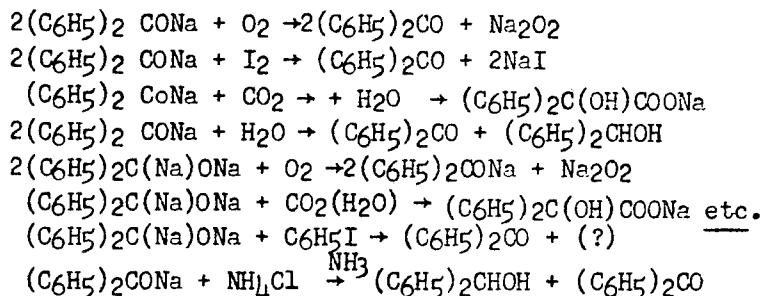 2(C6H5)2 CONa + O2 →2(C6H5)2CO + Na2O2
2(C6H5)2 CONa + I2 → (C6H5)2CO + 2NaI
(C6H5)2 CoNa + CO2 → + H2O → (C6H5)2C(OH)COONa
2(C6H5)2 CONa + H2O → (C6H5)2CO + (C6H5)2CHOH
2(C6H5)2C(Na)ONa + O2 →2(C6H5)2CONa + Na2O2
(C6H5)2C(Na)ONa + CO2(H2O) → (C6H5)2C(OH)COONa etc.
(C6H5)2C(Na)ONa + C6H5I → (C6H5)2CO + (?)
(C6H5)2CONa + NH4Cl NH3 → (C6H5)2CHOH + (C6H5)2CO